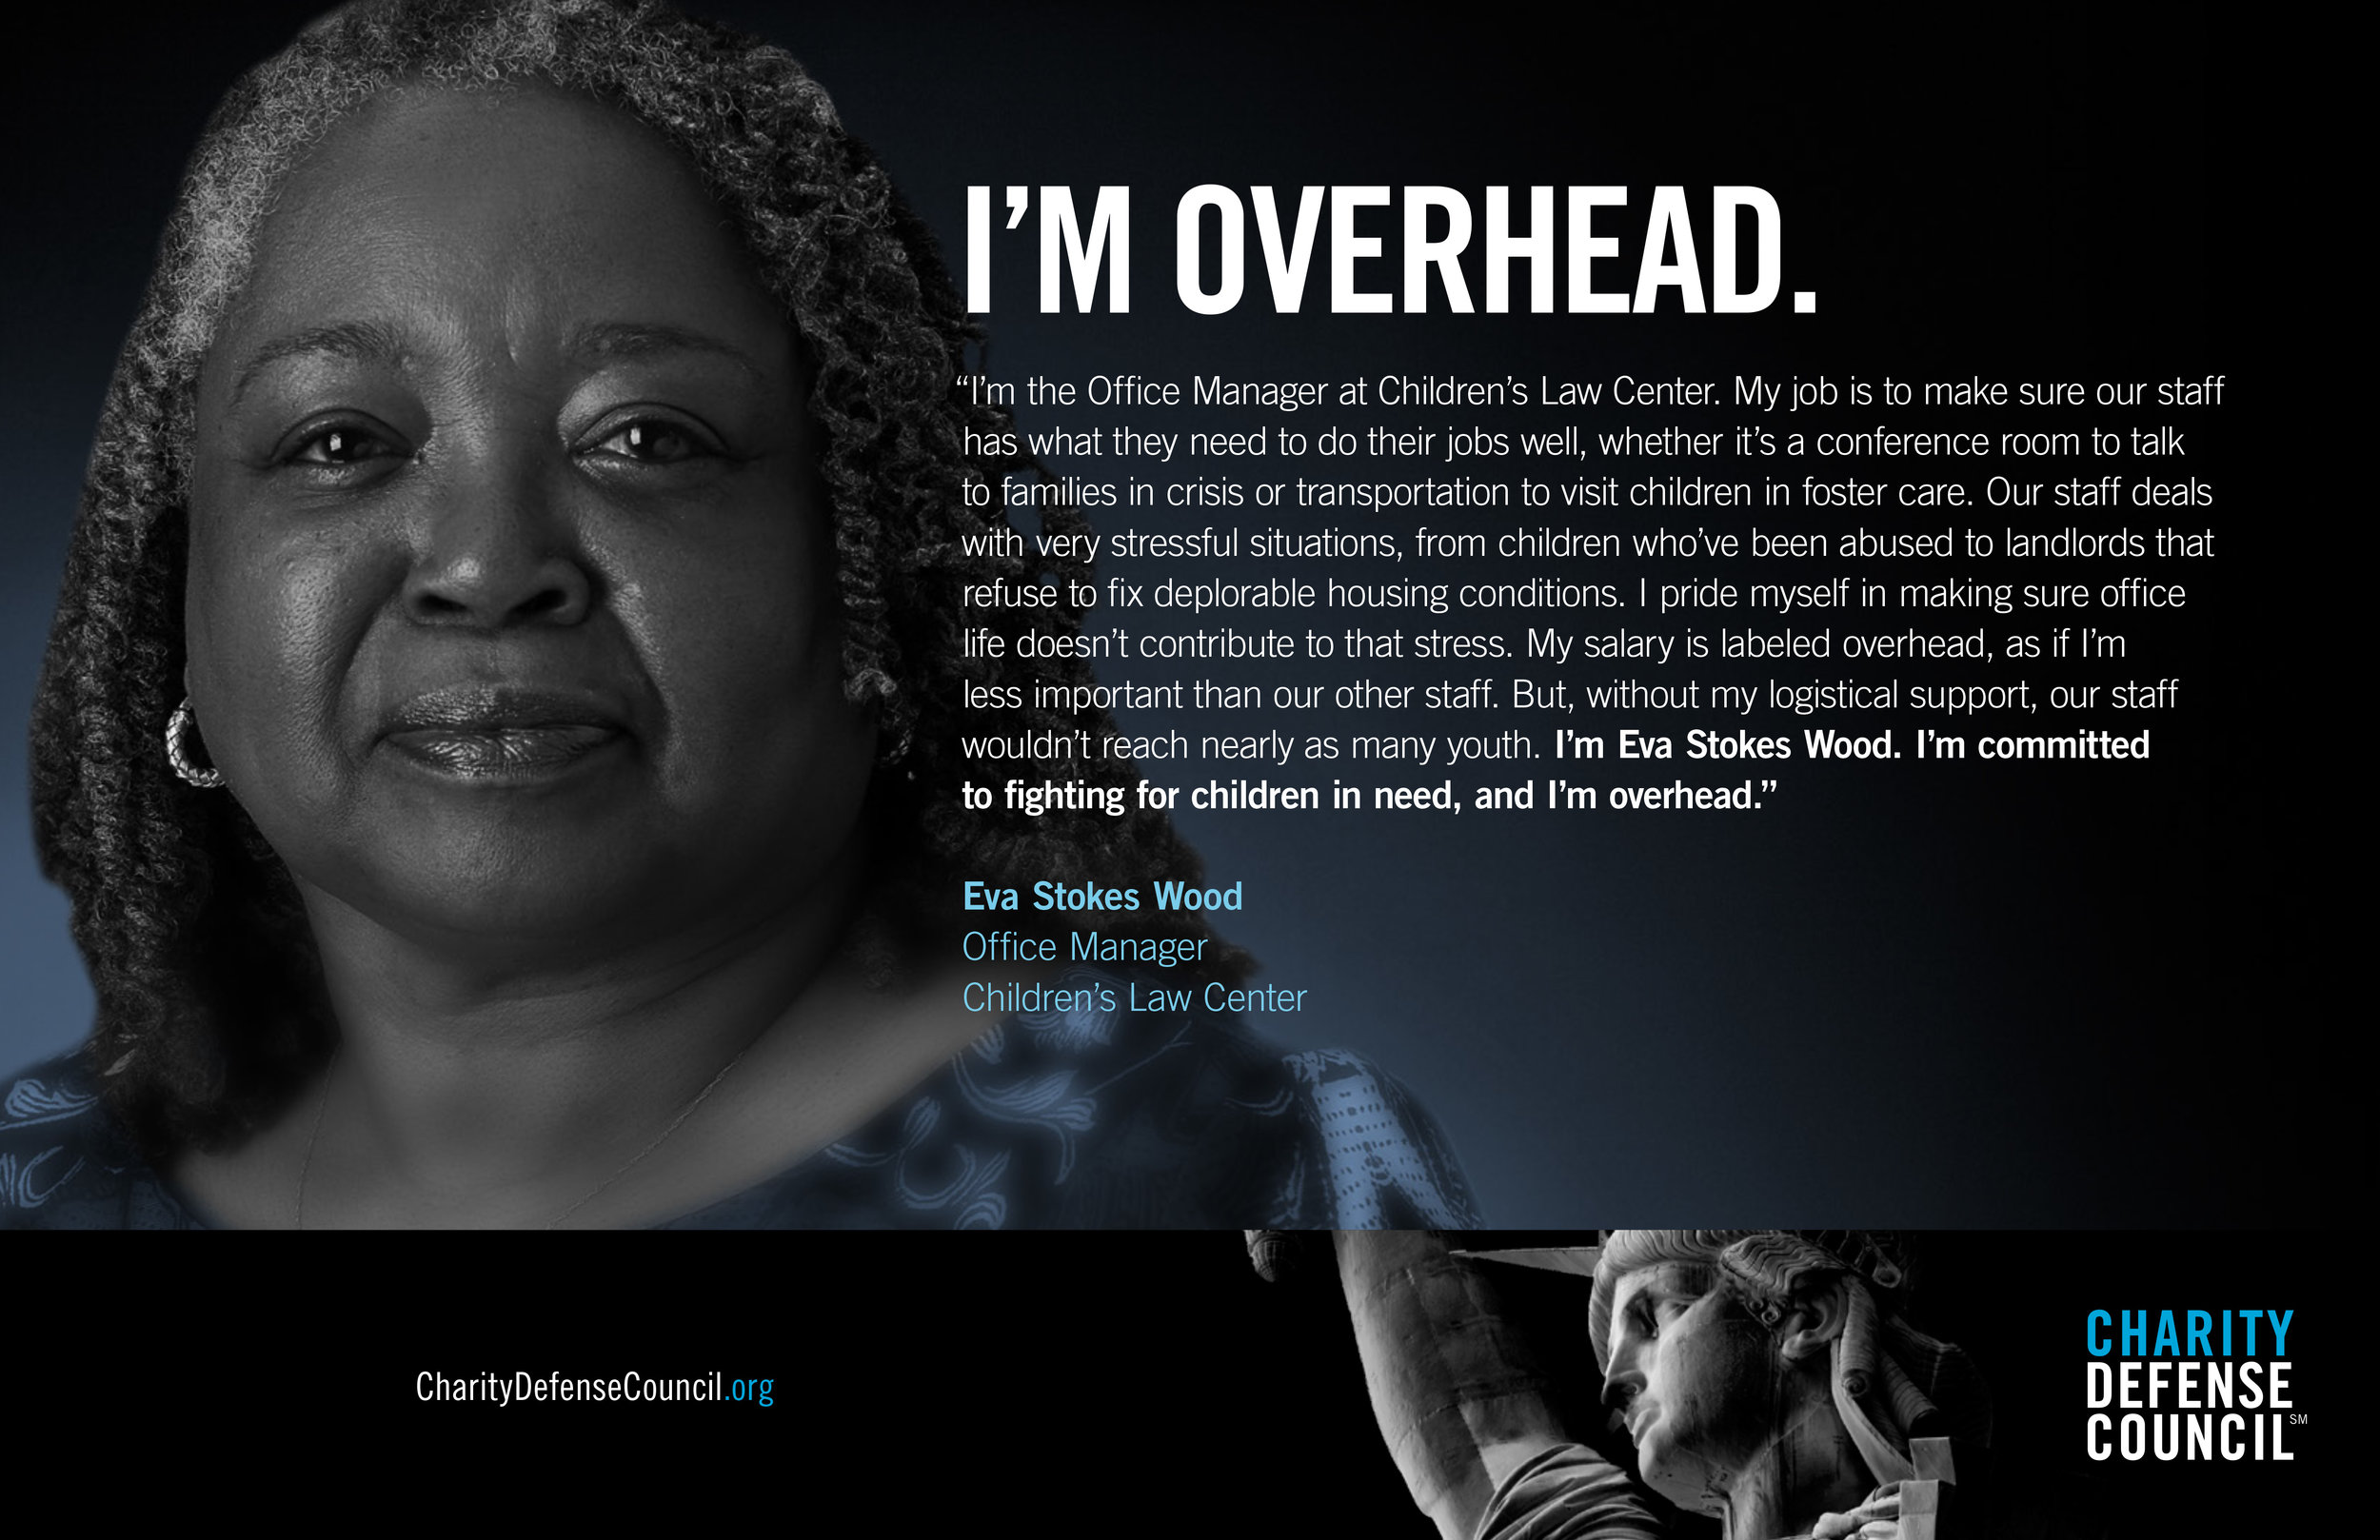 I’M OVERHEAD.
“I’m the Office Manager at Children’s Law Center. My job is to make sure our staff
has what they need to do their jobs well, whether it’s a conference room to talk
to families in crisis or transportation to visit children in foster care. Our staff deals
with very stressful situations, from children who’ve been abused to landlords that
refuse to fix deplorable housing conditions. I pride myself in making sure office
life doesn’t contribute to that stress. My salary is labeled overhead, as if I’m
less important than our other staff. But, without my logistical support, our staff
wouldn’t reach nearly as many youth. I’m Eva Stokes Wood. I’m committed
to fighting for children in need, and I’m overhead.”
Eva Stokes Wood
Office Manager
Children’s Law Center
CharityDefenseCouncil.org
CHARITY
DEFENSE
COUNCIL℠